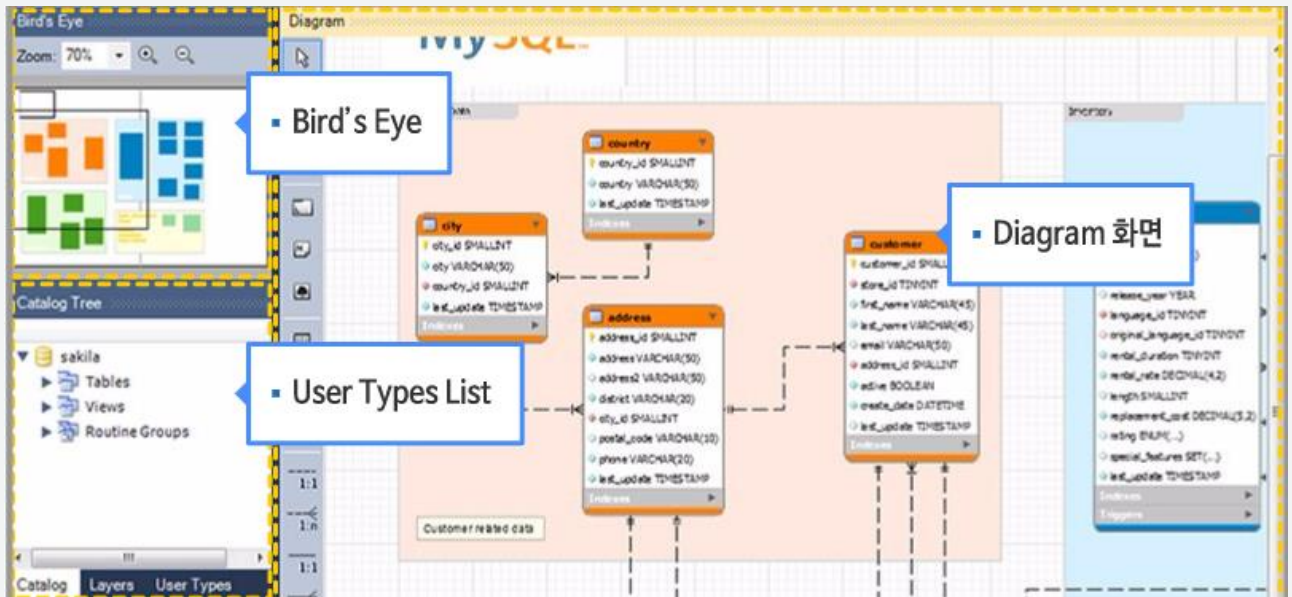 Bird's Eye
Zoom: 70%
Bird's Eye
Catalog Tree
sakila
Tables
Views
Routine Groups
User Types List
Catalog Layers User Types
Diagram
MySQL
country
country_id SMALLINT
country VARCHAR(50)
last_update TIMESTAMP
Indexes
city
city_id SMALLINT
city VARCHAR(50)
country_id SMALLINT
last_update TIMESTAMP
Indexes
address
address_id SMALLINT
address VARCHAR(50)
address2 VARCHAR(50)
district VARCHAR(20)
city_id SMALLINT
postal_code VARCHAR(10)
phone VARCHAR(20)
last_update TIMESTAMP
Indexes
Customer related data
customer
customer_id SMALL
store_id TINYINT
first_name VARCHAR(45)
last_name VARCHAR(45)
email VARCHAR(50)
address_id SMALLINT
active BOOLEAN
create_date DATETIME
last_update TIMESTAMP
Indexes
Diagram 화면
Inventory
release_year YEAR
language_id TINYINT
original_language_id TINYINT
rental_duration TINYINT
rental_rate DECIMAL(4,2)
length SMALLINT
replacement_cost DECIMAL(5,2)
rating ENUM(...)
special_features SET(...)
last_update TIMESTAMP
Indexes
Triggers
1:1
1:n
1:1